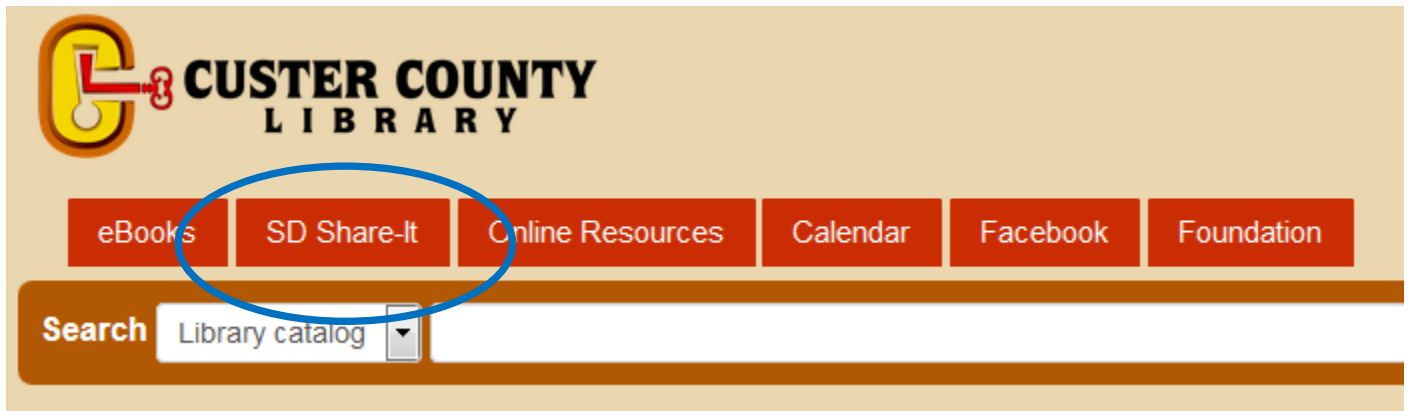 CUSTER COUNTY
LIBRARY
eBooks SD Share-It Online Resources Calendar Facebook Foundation
Search Library catalog